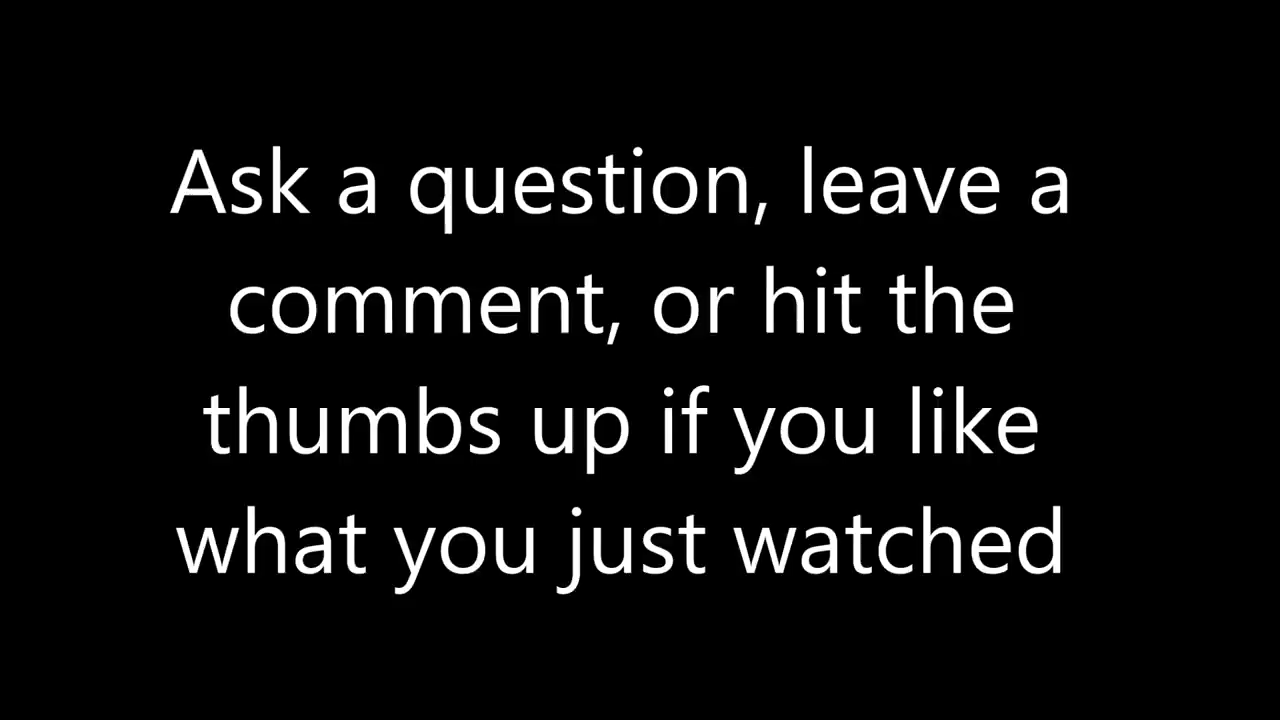 Ask a question, leave a
comment, or hit the
thumbs up if you like
what you just watched